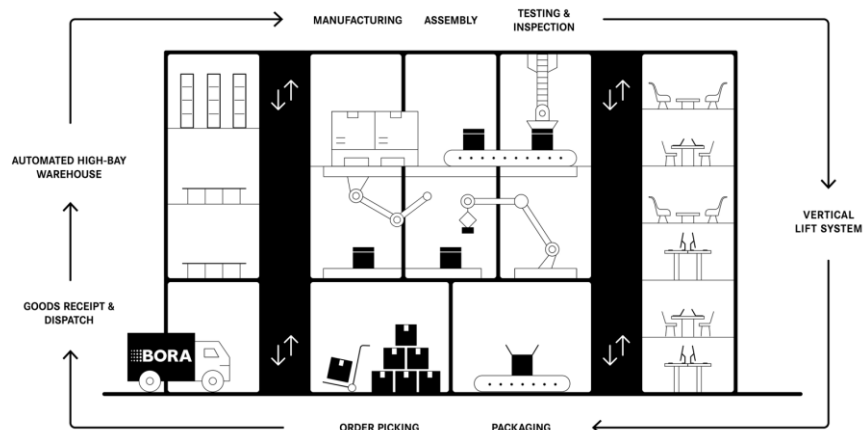 MANUFACTURING
ASSEMBLY
TESTING &
INSPECTION
AUTOMATED HIGH-BAY
WAREHOUSE
VERTICAL
LIFT SYSTEM
GOODS RECEIPT &
DISPATCH
BORA
ORDER PICKING
PACKAGING